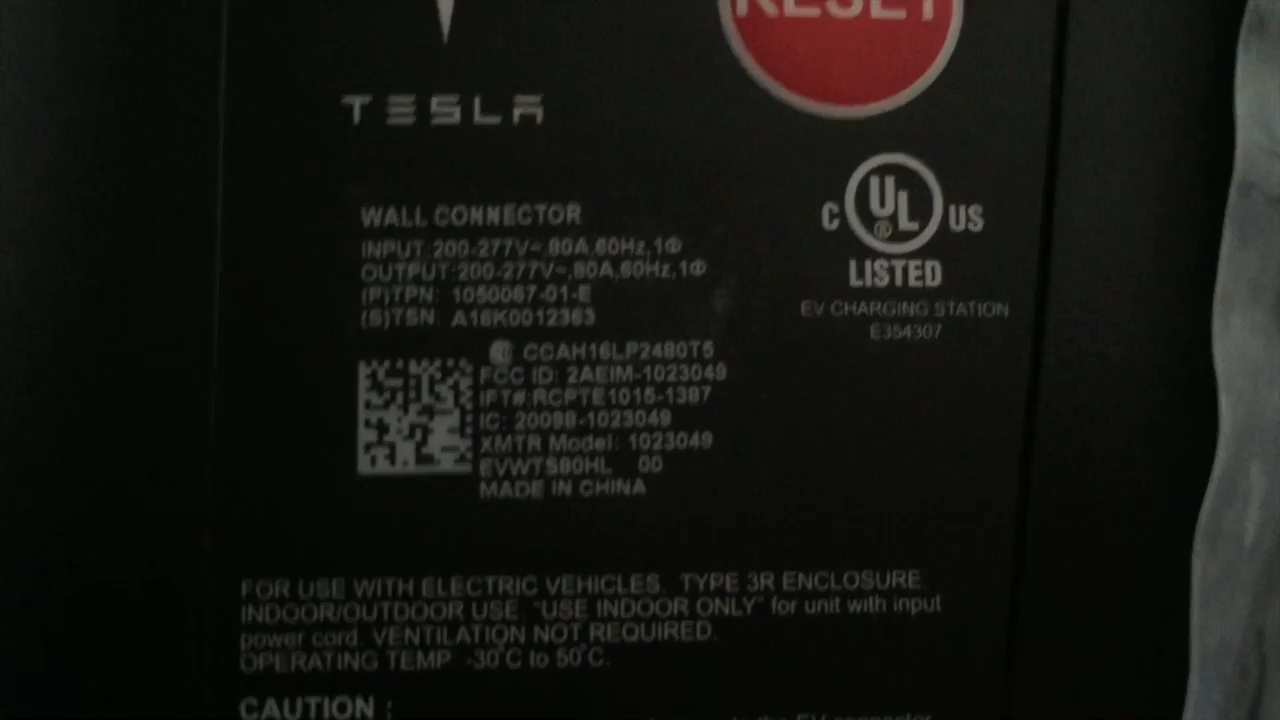 RESET
TESLA
WALL CONNECTOR
INPUT:200-277V~,80A,60Hz,1Φ
OUTPUT:200-277V~,80A,60Hz,1Φ
(P)TPN: 1050067-01-E
(S)TSN: A16K0012363
C UL® US
LISTED
EV CHARGING STATION
E354307
CCAH16LP2480T5
FCC ID: 2AEIM-1023049
IFT#:RCPTE1015-1387
IC: 20098-1023049
XMTR Model: 1023049
EVWTS80HL 00
MADE IN CHINA
FOR USE WITH ELECTRIC VEHICLES. TYPE 3R ENCLOSURE
INDOOR/OUTDOOR USE. "USE INDOOR ONLY" for unit with input
power cord. VENTILATION NOT REQUIRED.
OPERATING TEMP. -30°C to 50°C.
CAUTION :